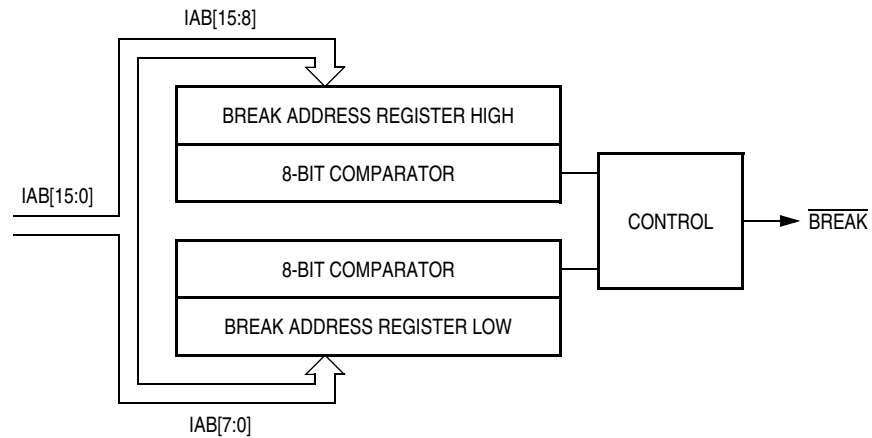 IAB[15:8]
BREAK ADDRESS REGISTER HIGH
8-BIT COMPARATOR
IAB[15:0]
CONTROL
BREAK
8-BIT COMPARATOR
BREAK ADDRESS REGISTER LOW
IAB[7:0]